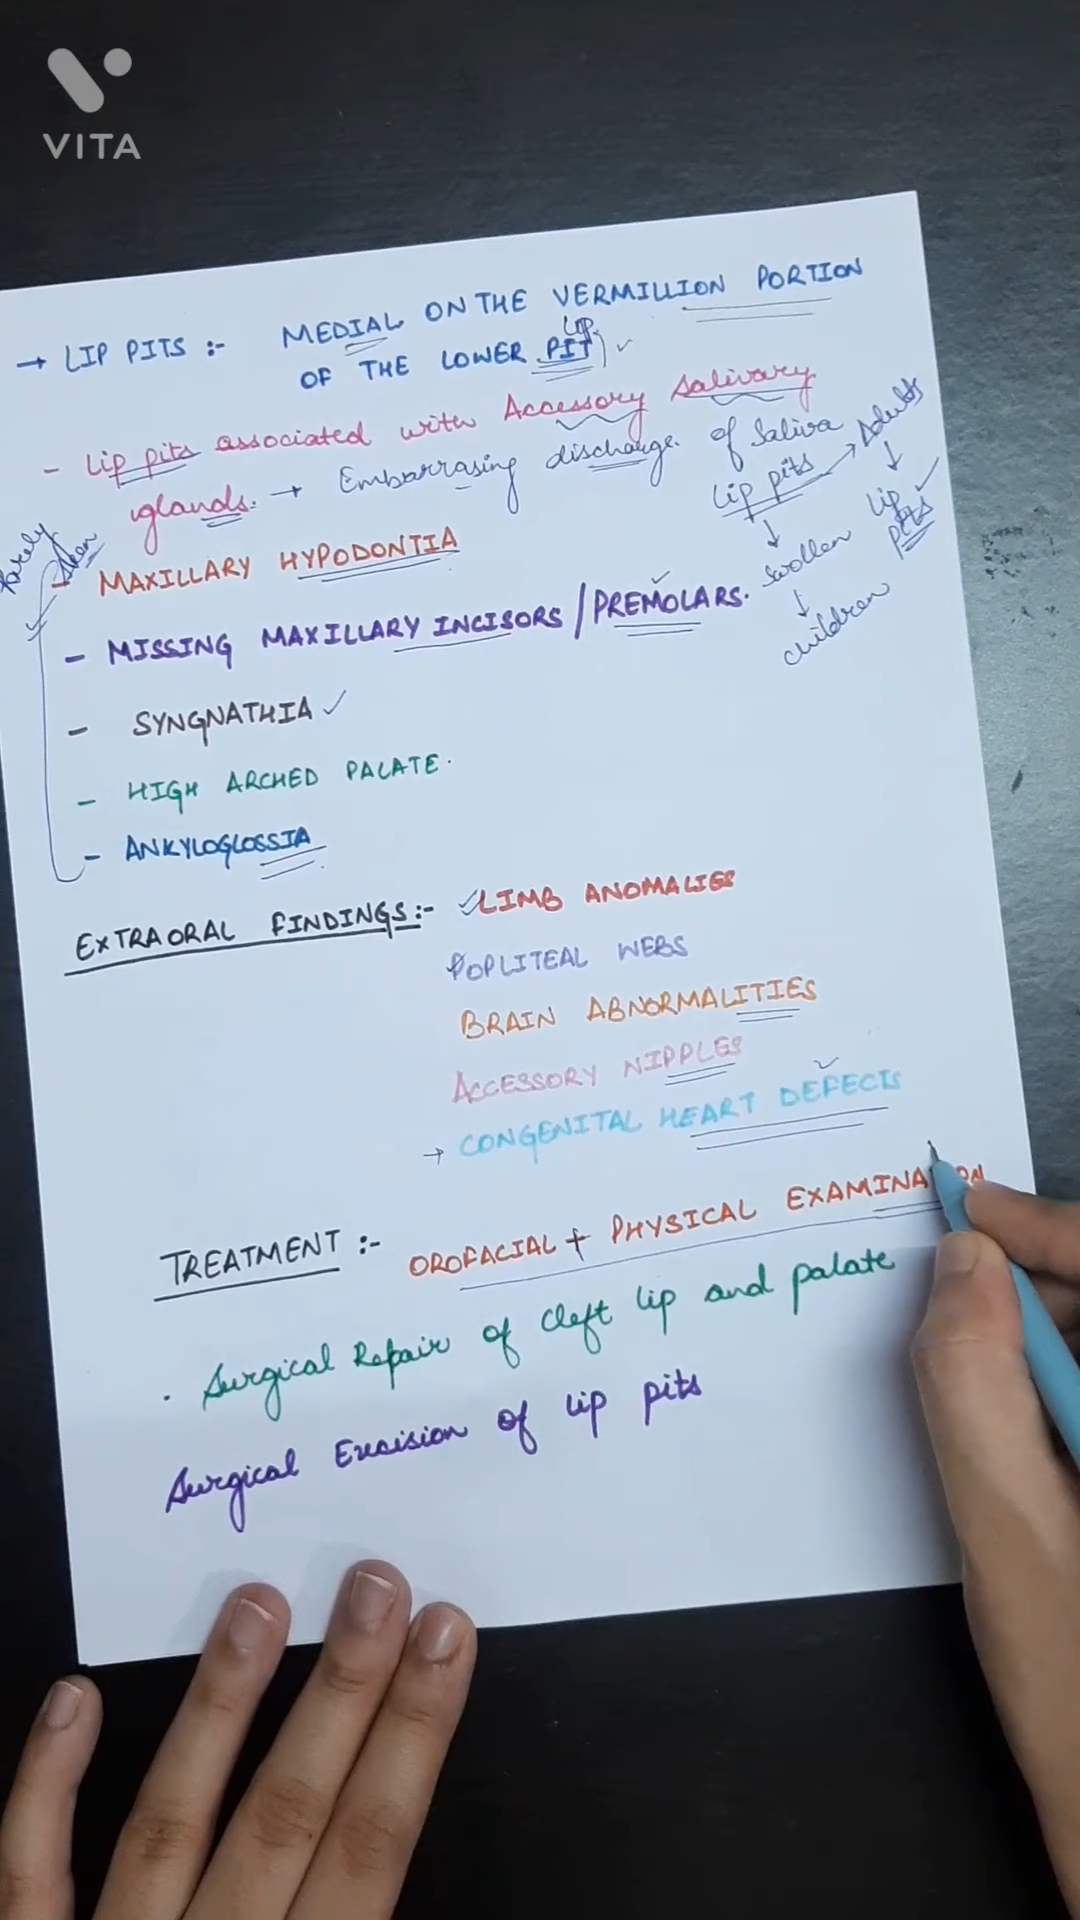 VITA
→ LIP PITS :- MEDIAL ON THE VERMILLION PORTION
OF THE LOWER PIT) ✓
Lip
- Lip pits associated with Accessory Salivary
glands. → Embarrasing discharge of Saliva
Lip pits → Adults
↓
Lip ✓
pits
↓
Swollen
↓
children
rarely
Seen
- MAXILLARY HYPODONTIA
- MISSING MAXILLARY INCISORS / PREMOLARS.
- SYNGNATHIA ✓
- HIGH ARCHED PALATE.
- ANKYLOGLOSSIA
EXTRAORAL FINDINGS :- ✓ LIMB ANOMALIES
POPLITEAL WEBS
BRAIN ABNORMALITIES
ACCESSORY NIPPLES
→ CONGENITAL HEART DEFECTS
TREATMENT :- OROFACIAL + PHYSICAL
. Surgical Repair of Cleft lip and palate
Surgical Excision of lip pits